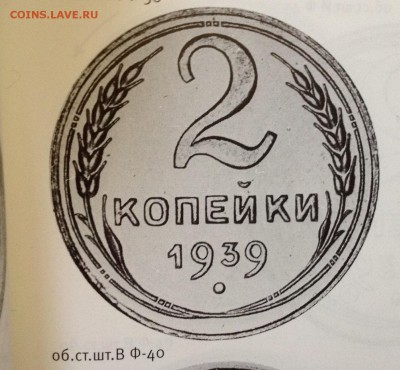 COINS.LAVE.RU
2
КОПЕЙКИ
1939
об.ст.шт.В Ф-40